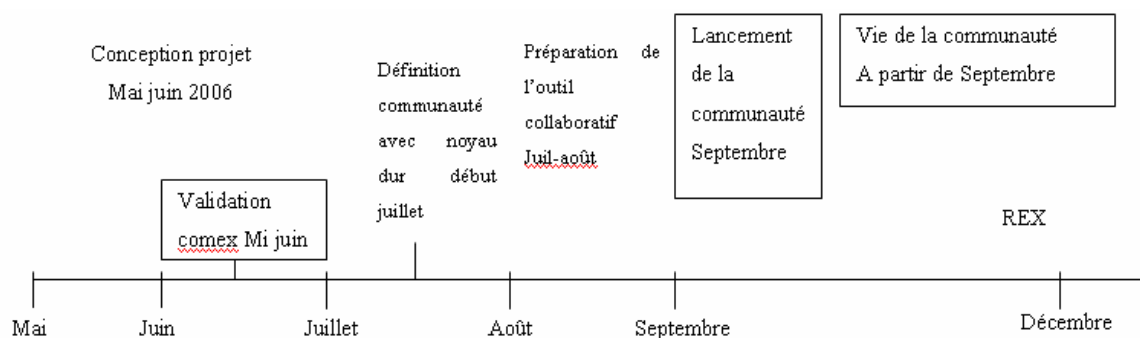 Conception projet
Mai juin 2006
Définition
communauté
avec noyau
dur début
juillet
Préparation de
l'outil
collaboratif
Juil-août
Lancement
de la
communauté
Septembre
Vie de la communauté
A partir de Septembre
Validation
comex Mi juin
REX
Mai
Juin
Juillet
Août
Septembre
Décembre